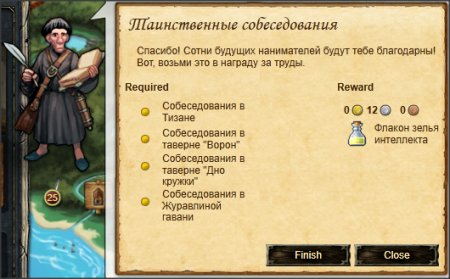 Таинственные собеседования
Спасибо! Сотни будущих нанимателей будут тебе благодарны!
Вот, возьми это в награду за труды.
Required
Reward
Собеседования в
Тизане
Собеседования в
таверне "Ворон"
Собеседования в
таверне "Дно
кружки"
Собеседования в
Журавлиной
гавани
0 12 0
Флакон зелья
интеллекта
25
Finish
Close